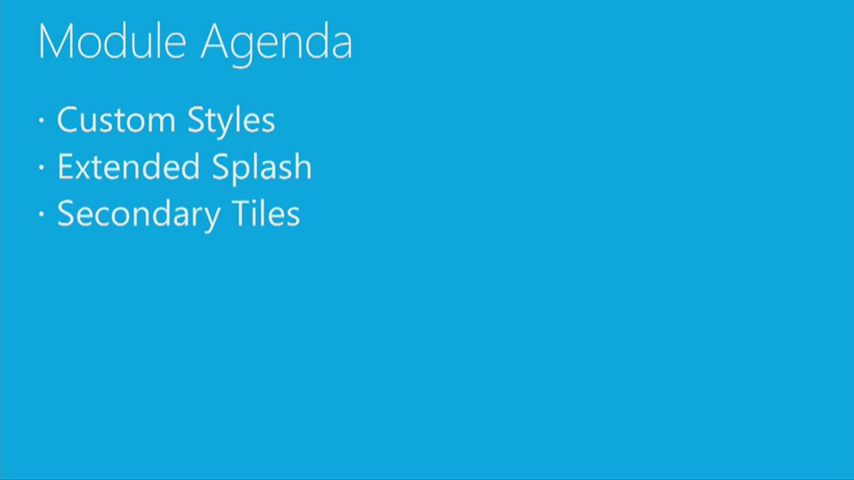 Module Agenda
· Custom Styles
· Extended Splash
· Secondary Tiles